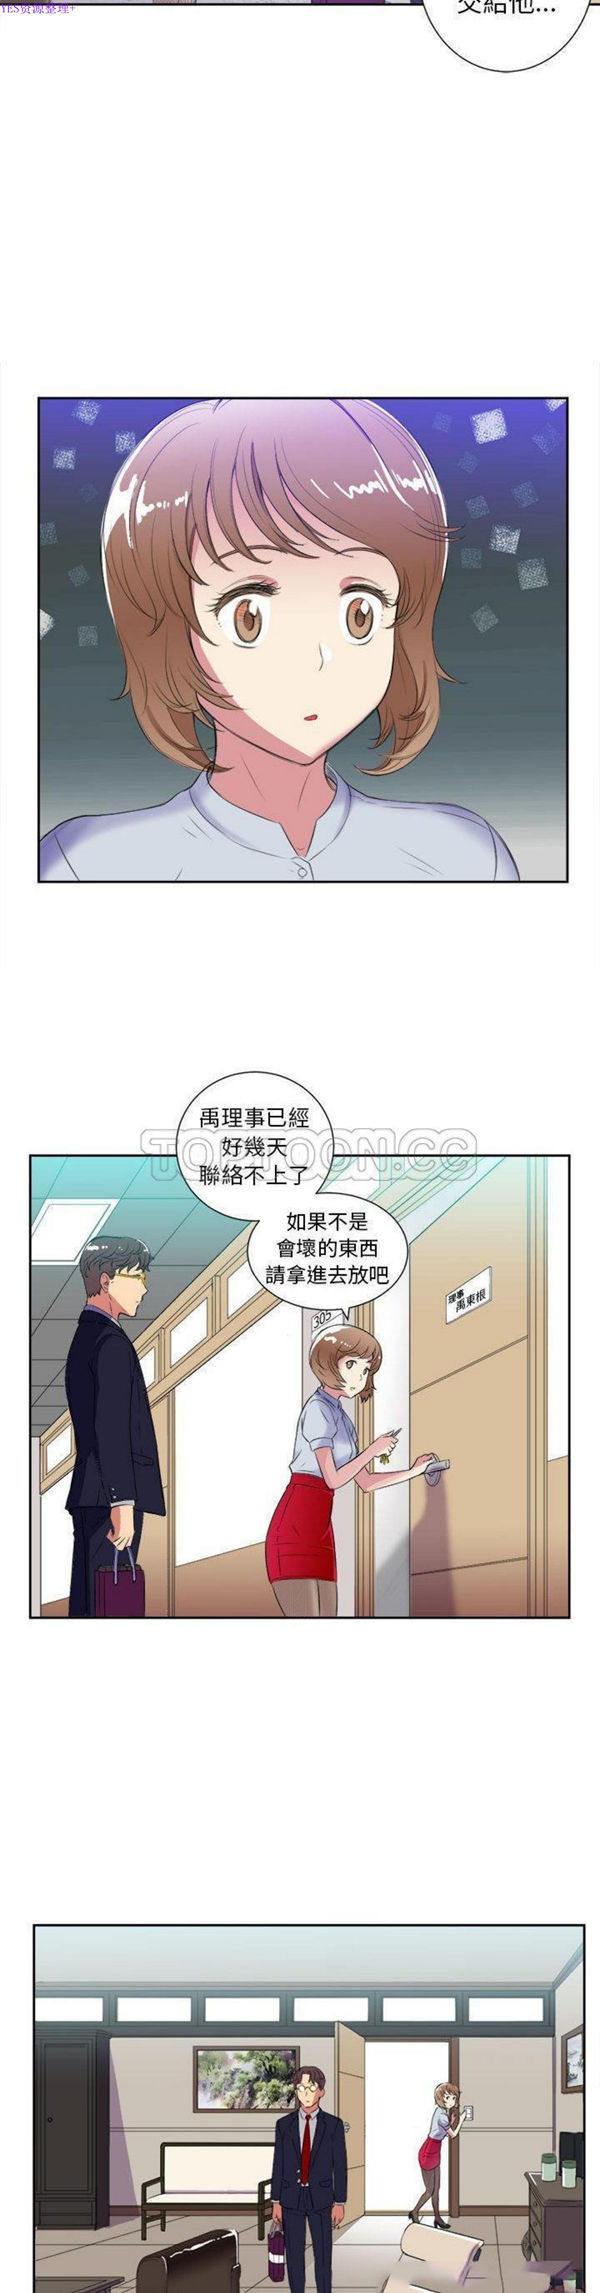 YES资源整理+
交給他...
禹理事已經
好幾天
聯絡不上了
TOPTOON.CC
如果不是
會壞的東西
請拿進去放吧
305
理事
禹東根